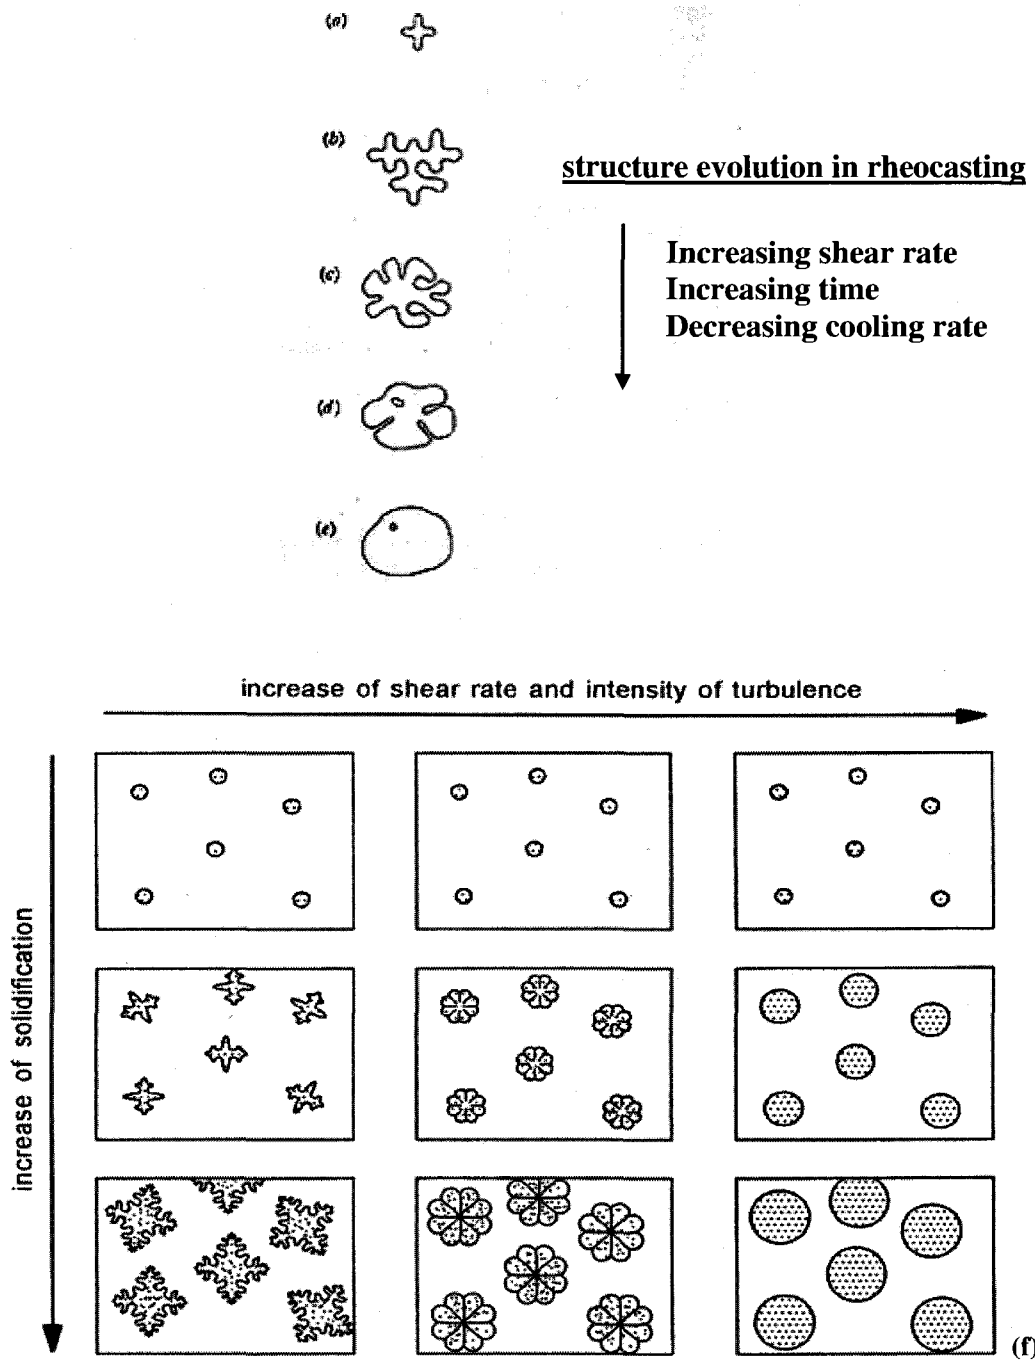 (a)
(b)
structure evolution in rheocasting
Increasing shear rate
(c)
Increasing time
Decreasing cooling rate
(d)
(e)
increase of shear rate and intensity of turbulence
increase of solidification
(f)